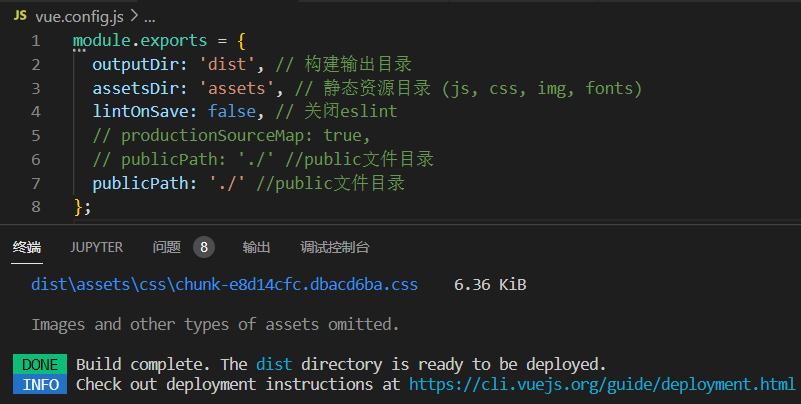 JS vue.config.js > ...
1 module.exports = {
2 outputDir: 'dist', // 构建输出目录
3 assetsDir: 'assets', // 静态资源目录 (js, css, img, fonts)
4 lintOnSave: false, // 关闭eslint
5 // productionSourceMap: true,
6 // publicPath: './' //public文件目录
7 publicPath: './' //public文件目录
8 };
终端 JUPYTER 问题 8 输出 调试控制台
dist\assets\css\chunk-e8d14cfc.dbacd6ba.css 6.36 KiB
Images and other types of assets omitted.
DONE Build complete. The dist directory is ready to be deployed.
INFO Check out deployment instructions at https://cli.vuejs.org/guide/deployment.html